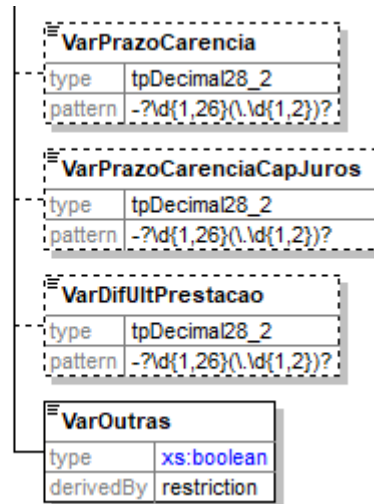 VarPrazoCarencia
type tpDecimal28_2
pattern -?\d{1,26}(\.\d{1,2})?
VarPrazoCarenciaCapJuros
type tpDecimal28_2
pattern -?\d{1,26}(\.\d{1,2})?
VarDifUltPrestacao
type tpDecimal28_2
pattern -?\d{1,26}(\.\d{1,2})?
VarOutras
type xs:boolean
derivedBy restriction